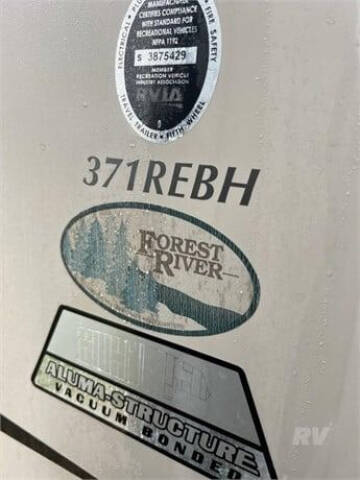 MANUFACTURER
CERTIFIES COMPLIANCY
WITH STANDARD FOR
RECREATIONAL VEHICLES
NFPA 1192
S 3875429
MEMBER
RECREATION VEHICLE
INDUSTRY ASSOCIATION
RVIA
ELECTRICAL • FIRE SAFETY
TRAVEL TRAILER • FIFTH-WHEEL
371REBH
FOREST
RIVER
ALUMA-STRUCTURE
VACUUM BONDED
RV